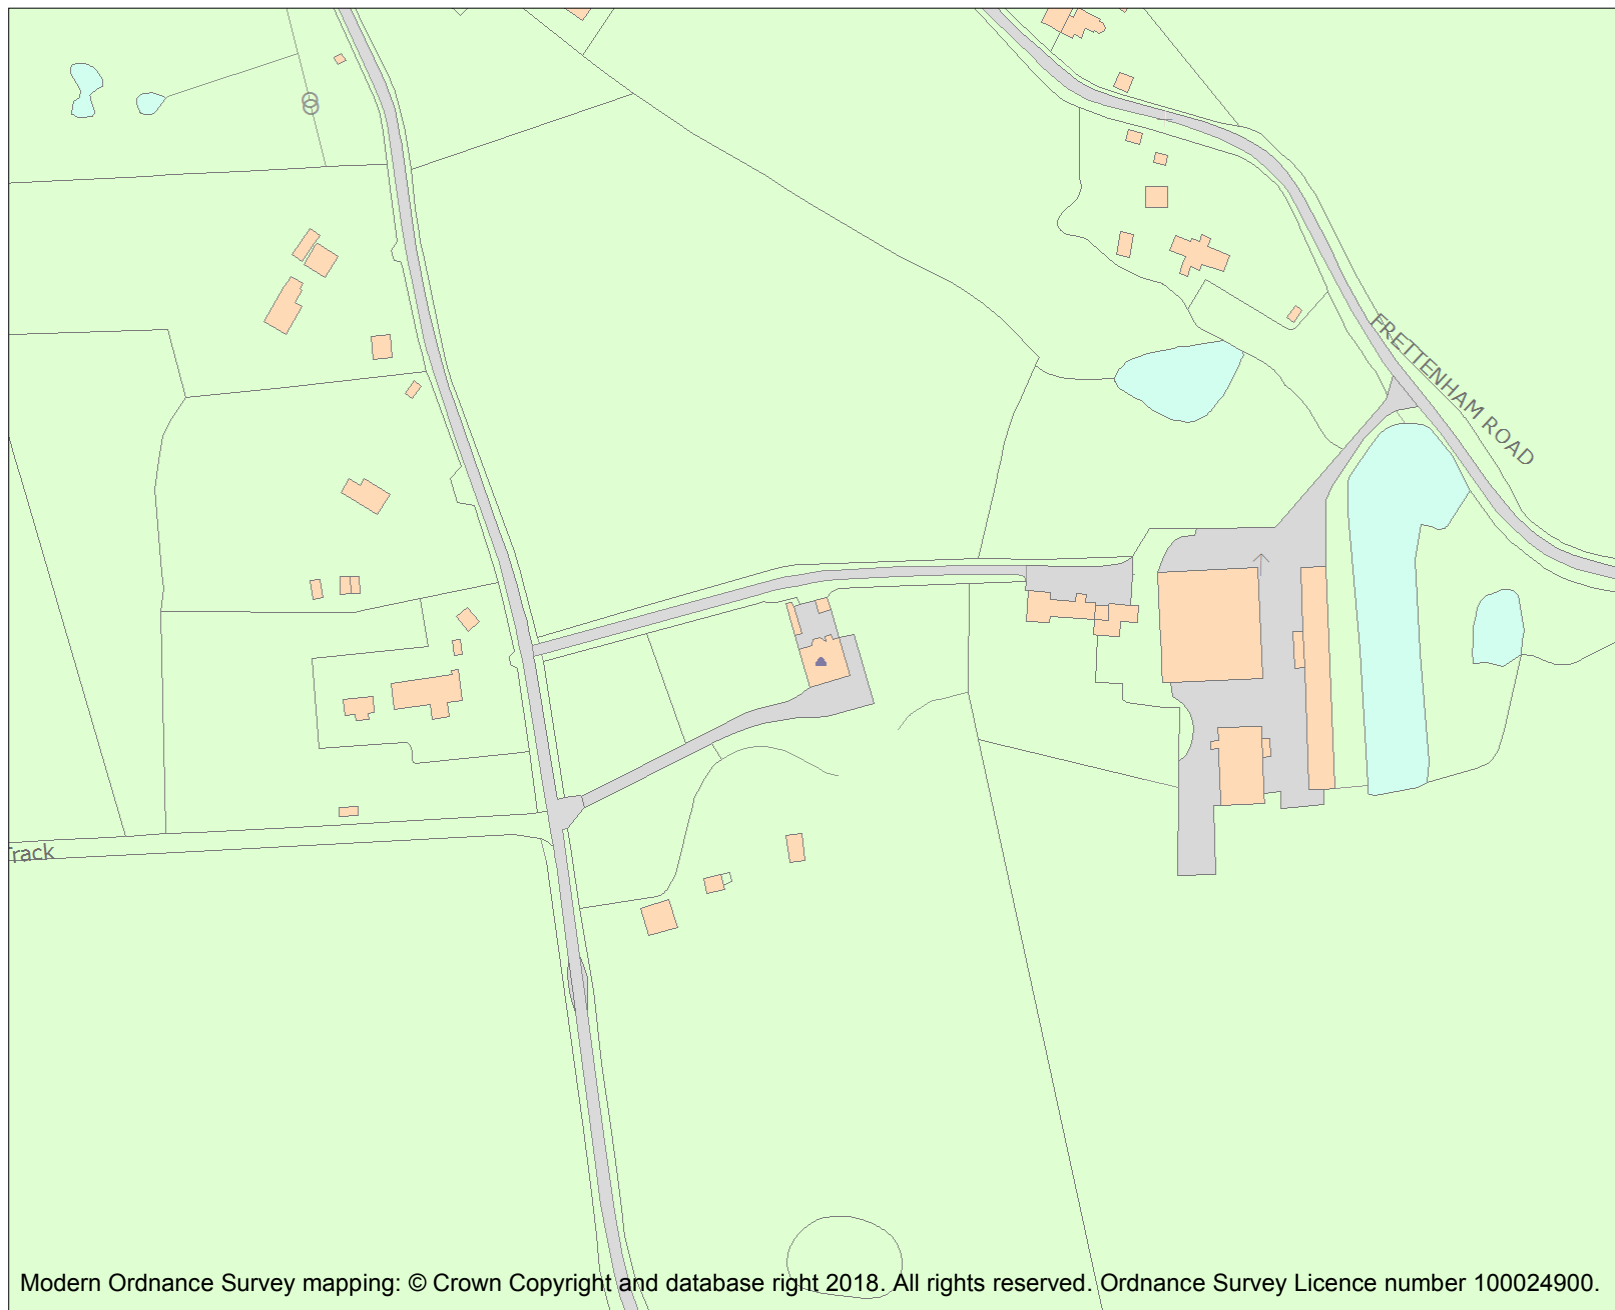 FRETTENHAM ROAD
Track
Modern Ordnance Survey mapping: © Crown Copyright and database right 2018. All rights reserved. Ordnance Survey Licence number 100024900.